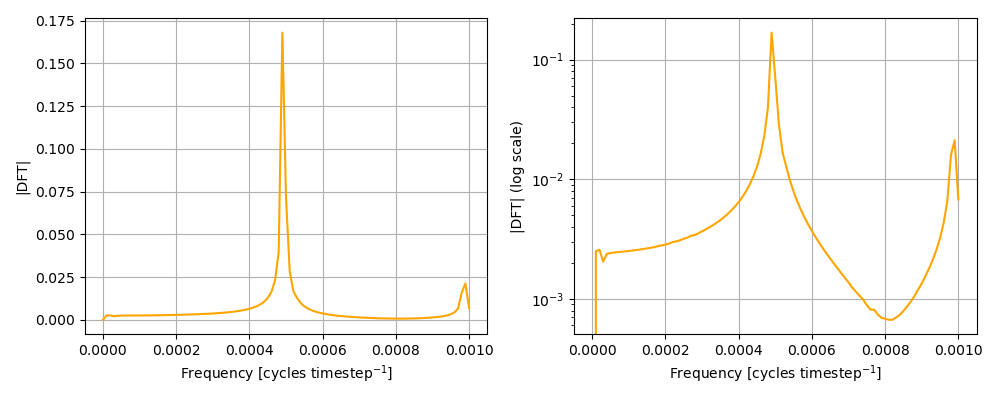 |DFT|
0.175
0.150
0.125
0.100
0.075
0.050
0.025
0.000
0.0000 0.0002 0.0004 0.0006 0.0008 0.0010
Frequency [cycles timestep⁻¹]
|DFT| (log scale)
10⁻¹
10⁻²
10⁻³
0.0000 0.0002 0.0004 0.0006 0.0008 0.0010
Frequency [cycles timestep⁻¹]